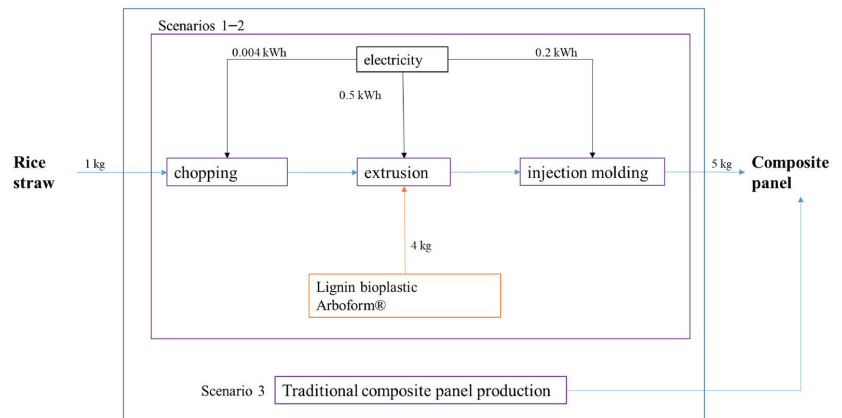 Scenarios 1–2
0.004 kWh
electricity
0.2 kWh
0.5 kWh
Rice
straw
1 kg
chopping
extrusion
injection molding
5 kg
Composite
panel
4 kg
Lignin bioplastic
Arboform®
Scenario 3
Traditional composite panel production